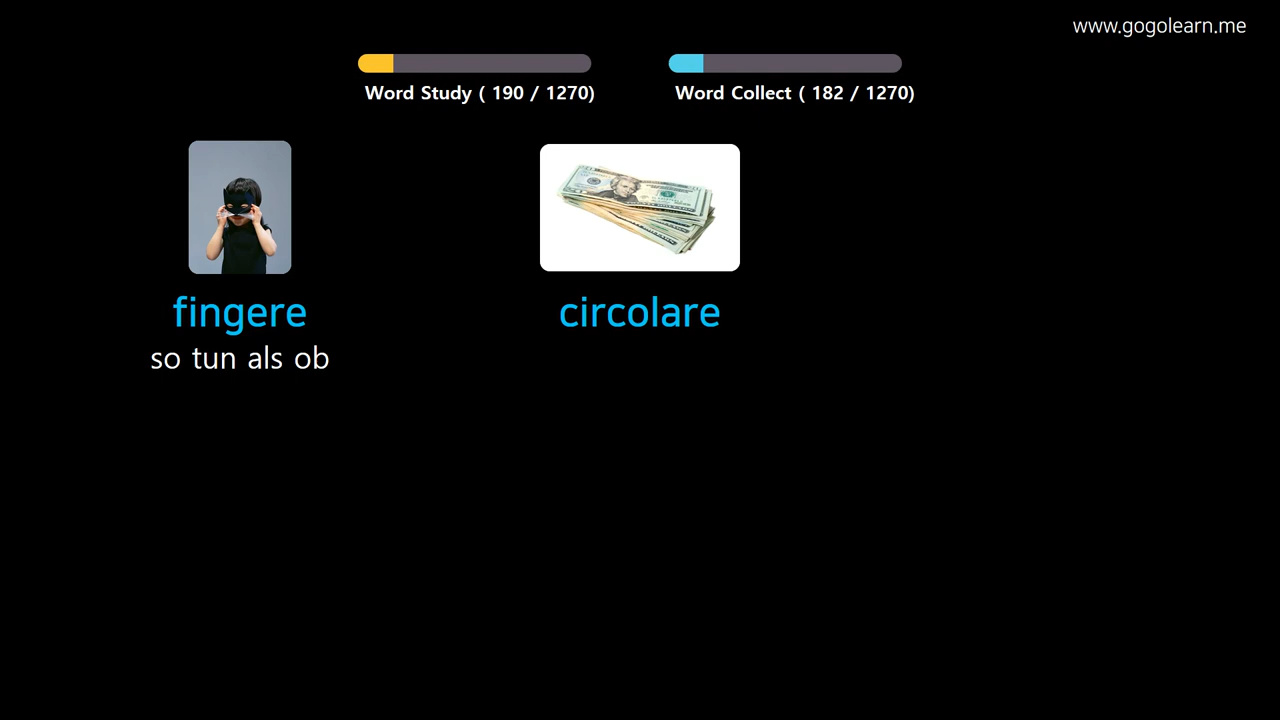 www.gogolearn.me
Word Study ( 190 / 1270)
Word Collect ( 182 / 1270)
fingere
so tun als ob
circolare